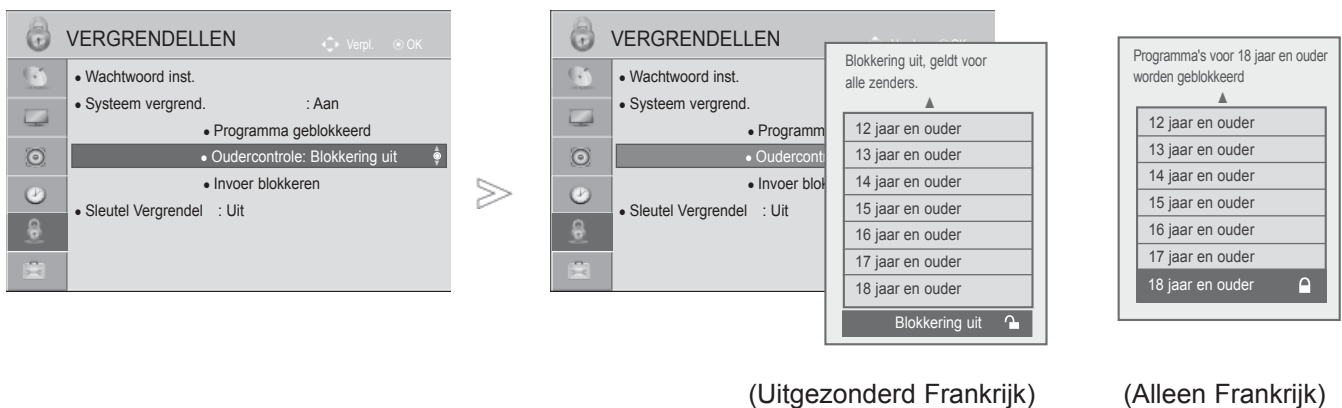 VERGRENDELLEN Verpl. OK
• Wachtwoord inst.
• Systeem vergrend. : Aan
• Programma geblokkeerd
• Oudercontrole: Blokkering uit
• Invoer blokkeren
• Sleutel Vergrendel : Uit
VERGRENDELLEN
• Wachtwoord inst.
• Systeem vergrend.
• Programm
• Oudercont
• Invoer blok
• Sleutel Vergrendel : Uit
Blokkering uit, geldt voor
alle zenders.
12 jaar en ouder
13 jaar en ouder
14 jaar en ouder
15 jaar en ouder
16 jaar en ouder
17 jaar en ouder
18 jaar en ouder
Blokkering uit
(Uitgezonderd Frankrijk)
Programma's voor 18 jaar en ouder
worden geblokkeerd
12 jaar en ouder
13 jaar en ouder
14 jaar en ouder
15 jaar en ouder
16 jaar en ouder
17 jaar en ouder
18 jaar en ouder
(Alleen Frankrijk)